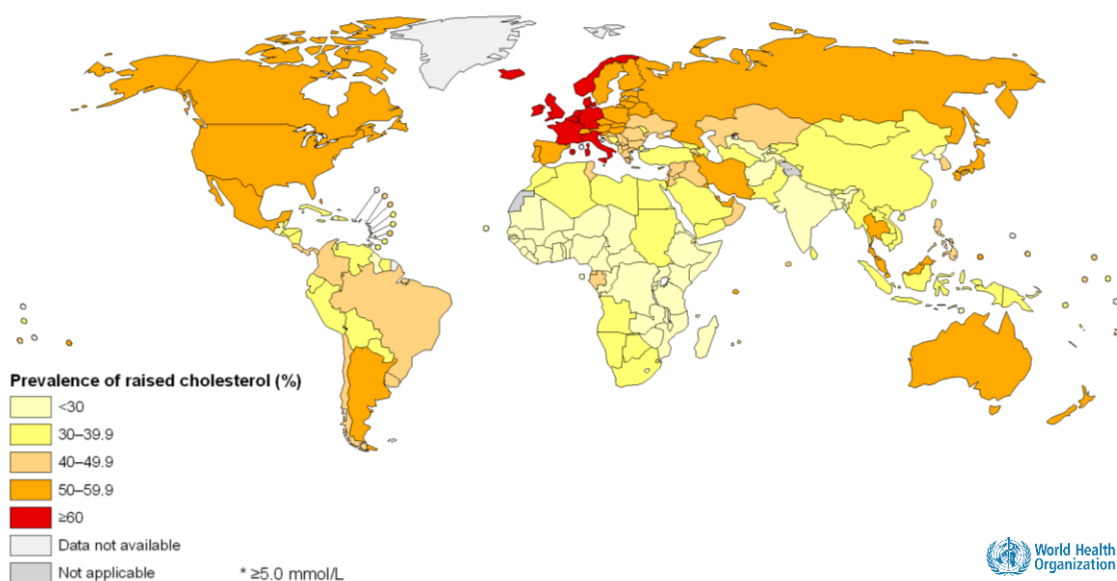 Prevalence of raised cholesterol (%)
<30
30–39.9
40–49.9
50–59.9
≥60
Data not available
Not applicable
* ≥5.0 mmol/L
World Health
Organization